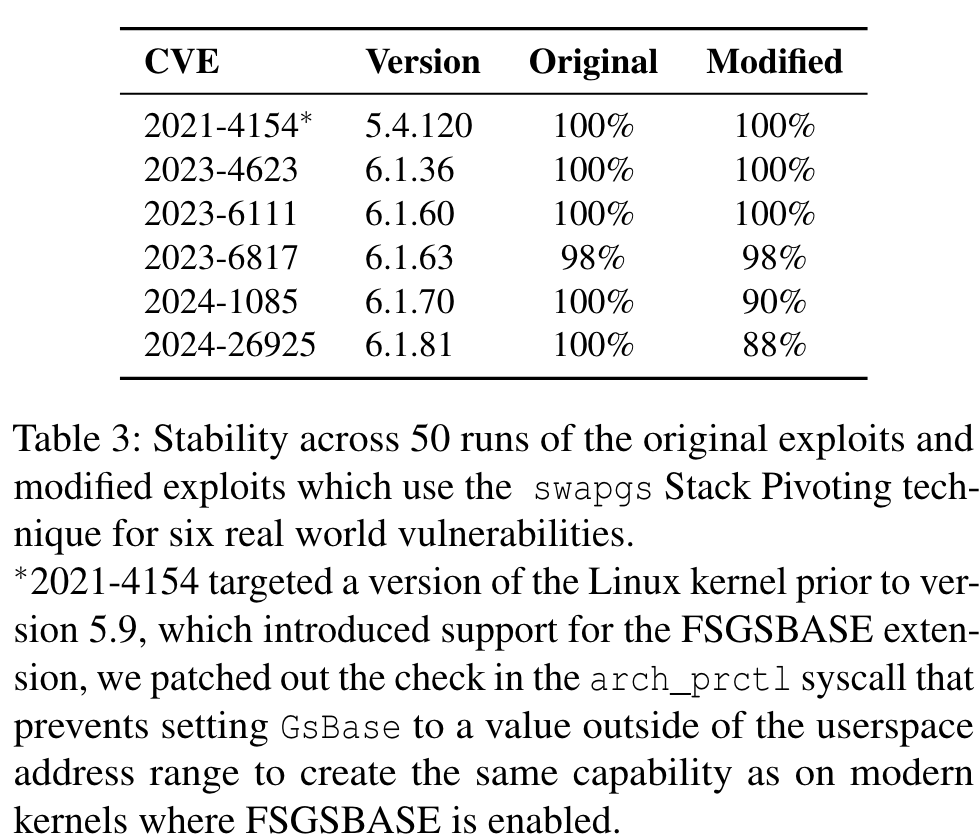 CVE Version Original Modified
2021-4154* 5.4.120 100% 100%
2023-4623 6.1.36 100% 100%
2023-6111 6.1.60 100% 100%
2023-6817 6.1.63 98% 98%
2024-1085 6.1.70 100% 90%
2024-26925 6.1.81 100% 88%
Table 3: Stability across 50 runs of the original exploits and
modified exploits which use the swapgs Stack Pivoting tech-
nique for six real world vulnerabilities.
*2021-4154 targeted a version of the Linux kernel prior to ver-
sion 5.9, which introduced support for the FSGSBASE exten-
sion, we patched out the check in the arch_prctl syscall that
prevents setting GsBase to a value outside of the userspace
address range to create the same capability as on modern
kernels where FSGSBASE is enabled.